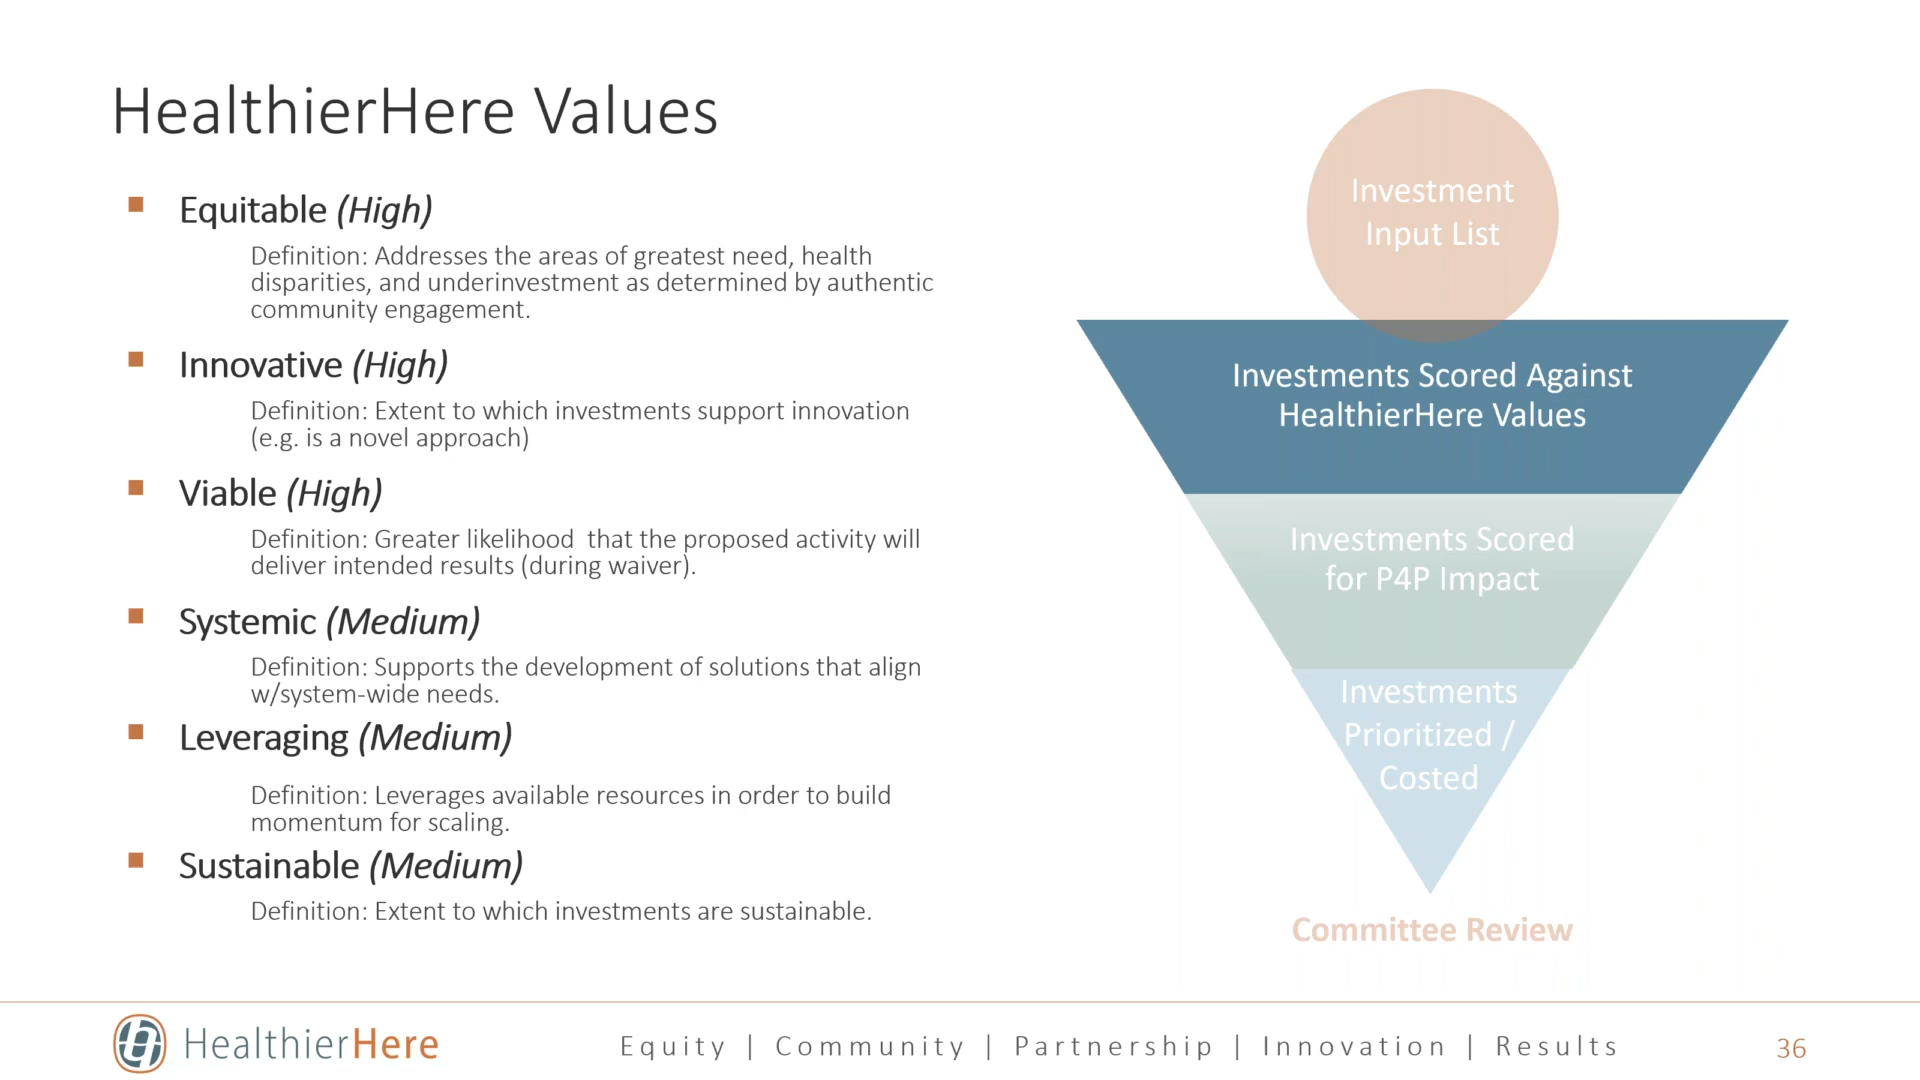 HealthierHere Values
Equitable (High)
Definition: Addresses the areas of greatest need, health
disparities, and underinvestment as determined by authentic
community engagement.
Innovative (High)
Definition: Extent to which investments support innovation
(e.g. is a novel approach)
Viable (High)
Definition: Greater likelihood  that the proposed activity will
deliver intended results (during waiver).
Systemic (Medium)
Definition: Supports the development of solutions that align
w/system-wide needs.
Leveraging (Medium)
Definition: Leverages available resources in order to build
momentum for scaling.
Sustainable (Medium)
Definition: Extent to which investments are sustainable.
Investment
Input List
Investments Scored Against
HealthierHere Values
Investments Scored
for P4P Impact
Investments
Prioritized /
Costed
Committee Review
HealthierHere
Equity | Community | Partnership | Innovation | Results
36